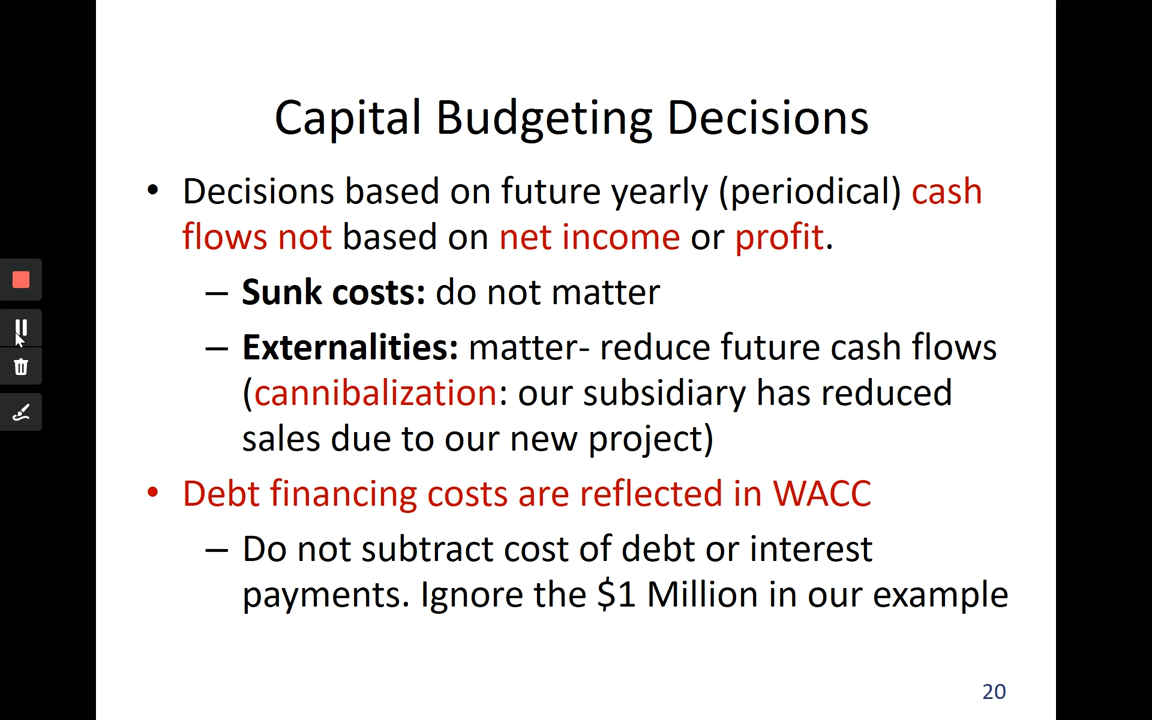 Capital Budgeting Decisions
• Decisions based on future yearly (periodical) cash
flows not based on net income or profit.
– Sunk costs: do not matter
– Externalities: matter- reduce future cash flows
(cannibalization: our subsidiary has reduced
sales due to our new project)
• Debt financing costs are reflected in WACC
– Do not subtract cost of debt or interest
payments. Ignore the $1 Million in our example
20